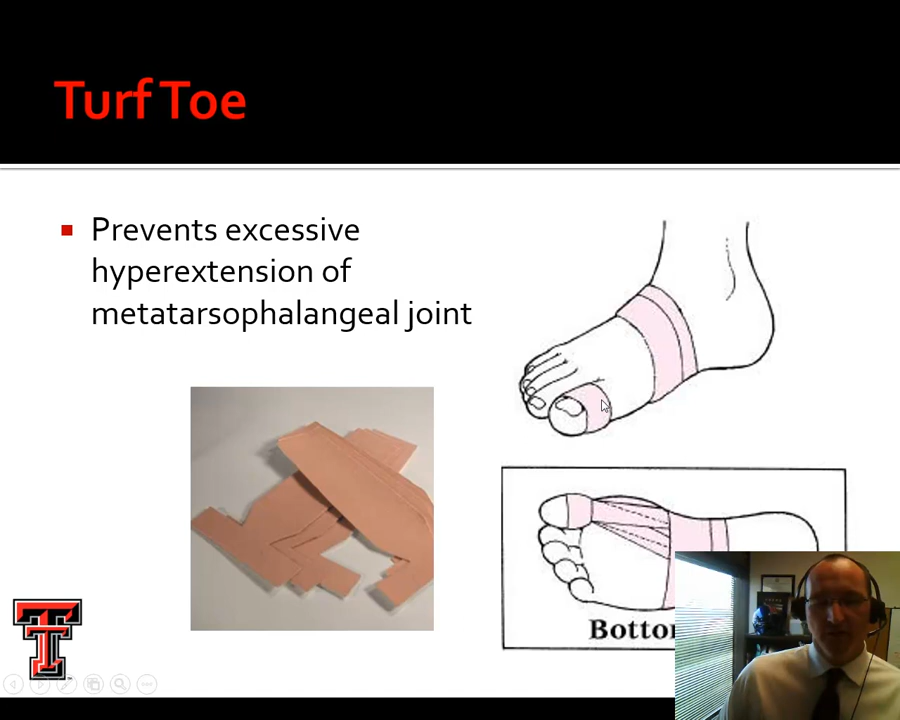 Turf Toe
Prevents excessive
hyperextension of
metatarsophalangeal joint